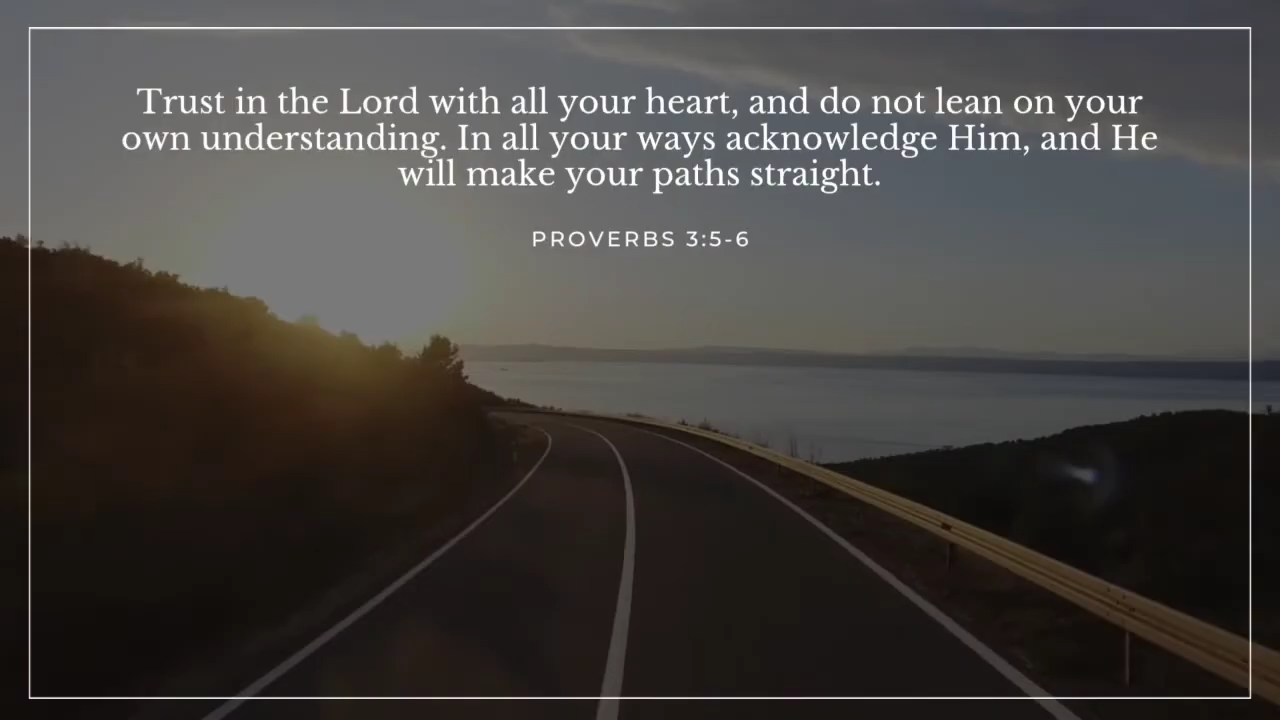 Trust in the Lord with all your heart, and do not lean on your
own understanding. In all your ways acknowledge Him, and He
will make your paths straight.
PROVERBS 3:5-6